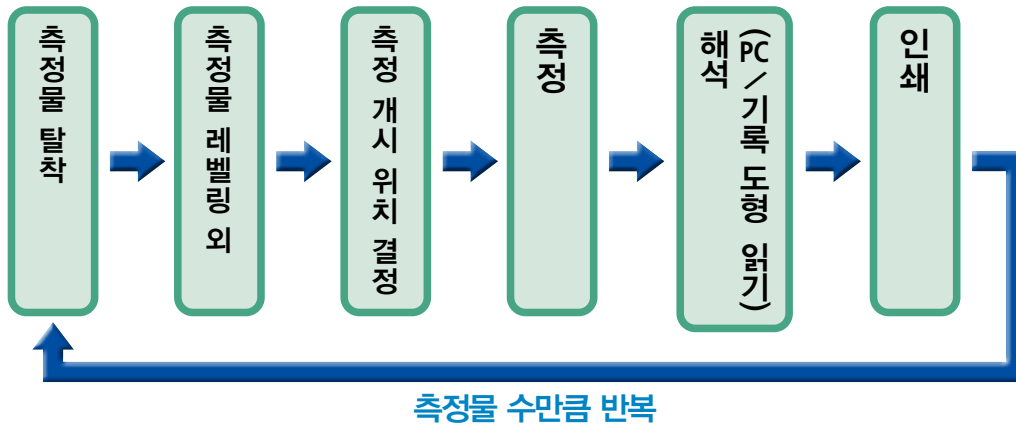 측정물 탈착
측정물 레벨링 외
측정 개시 위치 결정
측정
해석
(PC/기록 도형 읽기)
인쇄
측정물 수만큼 반복